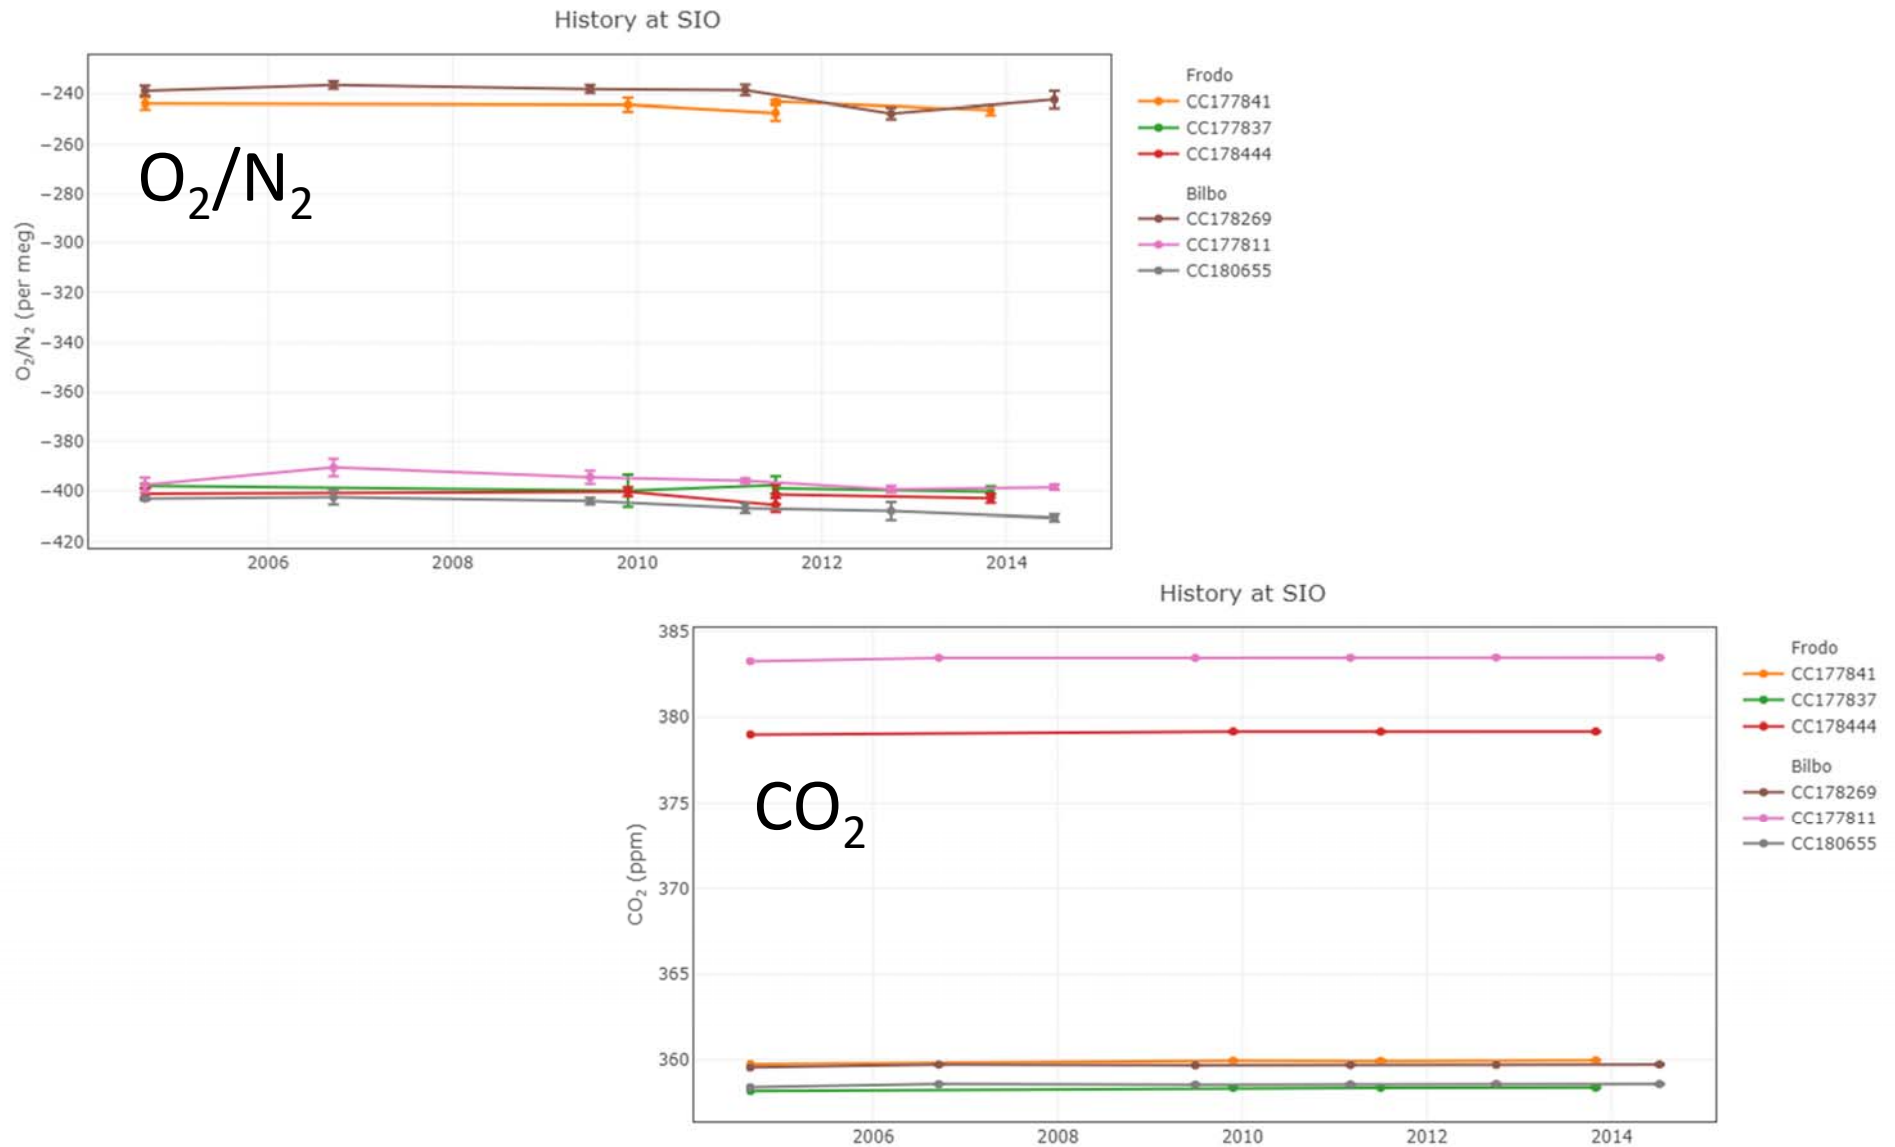 History at SIO
−240
−260
−280
−300
−320
−340
−360
−380
−400
−420
O₂/N₂ (per meg)
O₂/N₂
2006 2008 2010 2012 2014
Frodo
CC177841
CC177837
CC178444
Bilbo
CC178269
CC177811
CC180655
History at SIO
385
380
375
370
365
360
CO₂ (ppm)
CO₂
2006 2008 2010 2012 2014
Frodo
CC177841
CC177837
CC178444
Bilbo
CC178269
CC177811
CC180655